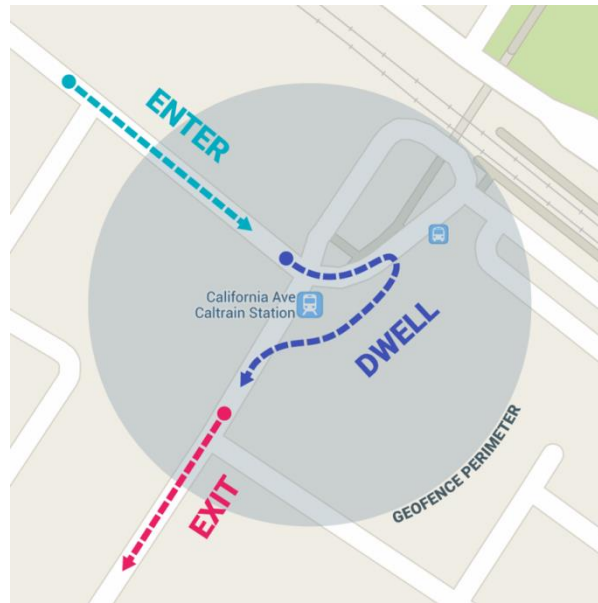 ENTER
California Ave
Caltrain Station
DWELL
GEOFENCE PERIMETER
EXIT